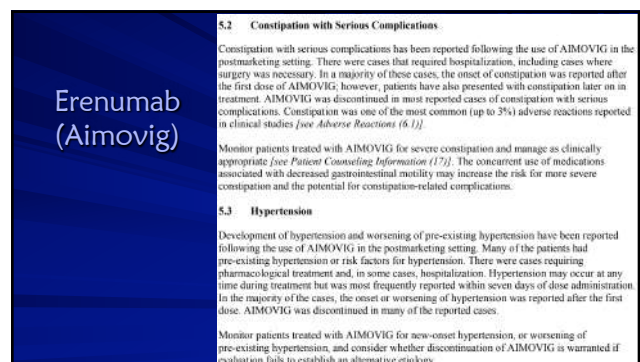 Erenumab
(Aimovig)
5.2 Constipation with Serious Complications
Constipation with serious complications has been reported following the use of AIMOVIG in the
postmarketing setting. There were cases that required hospitalization, including cases where
surgery was necessary. In a majority of these cases, the onset of constipation was reported after
the first dose of AIMOVIG; however, patients have also presented with constipation later on in
treatment. AIMOVIG was discontinued in most reported cases of constipation with serious
complications. Constipation was one of the most common (up to 3%) adverse reactions reported
in clinical studies [see Adverse Reactions (6.1)].
Monitor patients treated with AIMOVIG for severe constipation and manage as clinically
appropriate [see Patient Counseling Information (17)]. The concurrent use of medications
associated with decreased gastrointestinal motility may increase the risk for more severe
constipation and the potential for constipation-related complications.
5.3 Hypertension
Development of hypertension and worsening of pre-existing hypertension have been reported
following the use of AIMOVIG in the postmarketing setting. Many of the patients had
pre-existing hypertension or risk factors for hypertension. There were cases requiring
pharmacological treatment and, in some cases, hospitalization. Hypertension may occur at any
time during treatment but was most frequently reported within seven days of dose administration.
In the majority of the cases, the onset or worsening of hypertension was reported after the first
dose. AIMOVIG was discontinued in many of the reported cases.
Monitor patients treated with AIMOVIG for new-onset hypertension, or worsening of
pre-existing hypertension, and consider whether discontinuation of AIMOVIG is warranted if
evaluation fails to establish an alternative etiology.